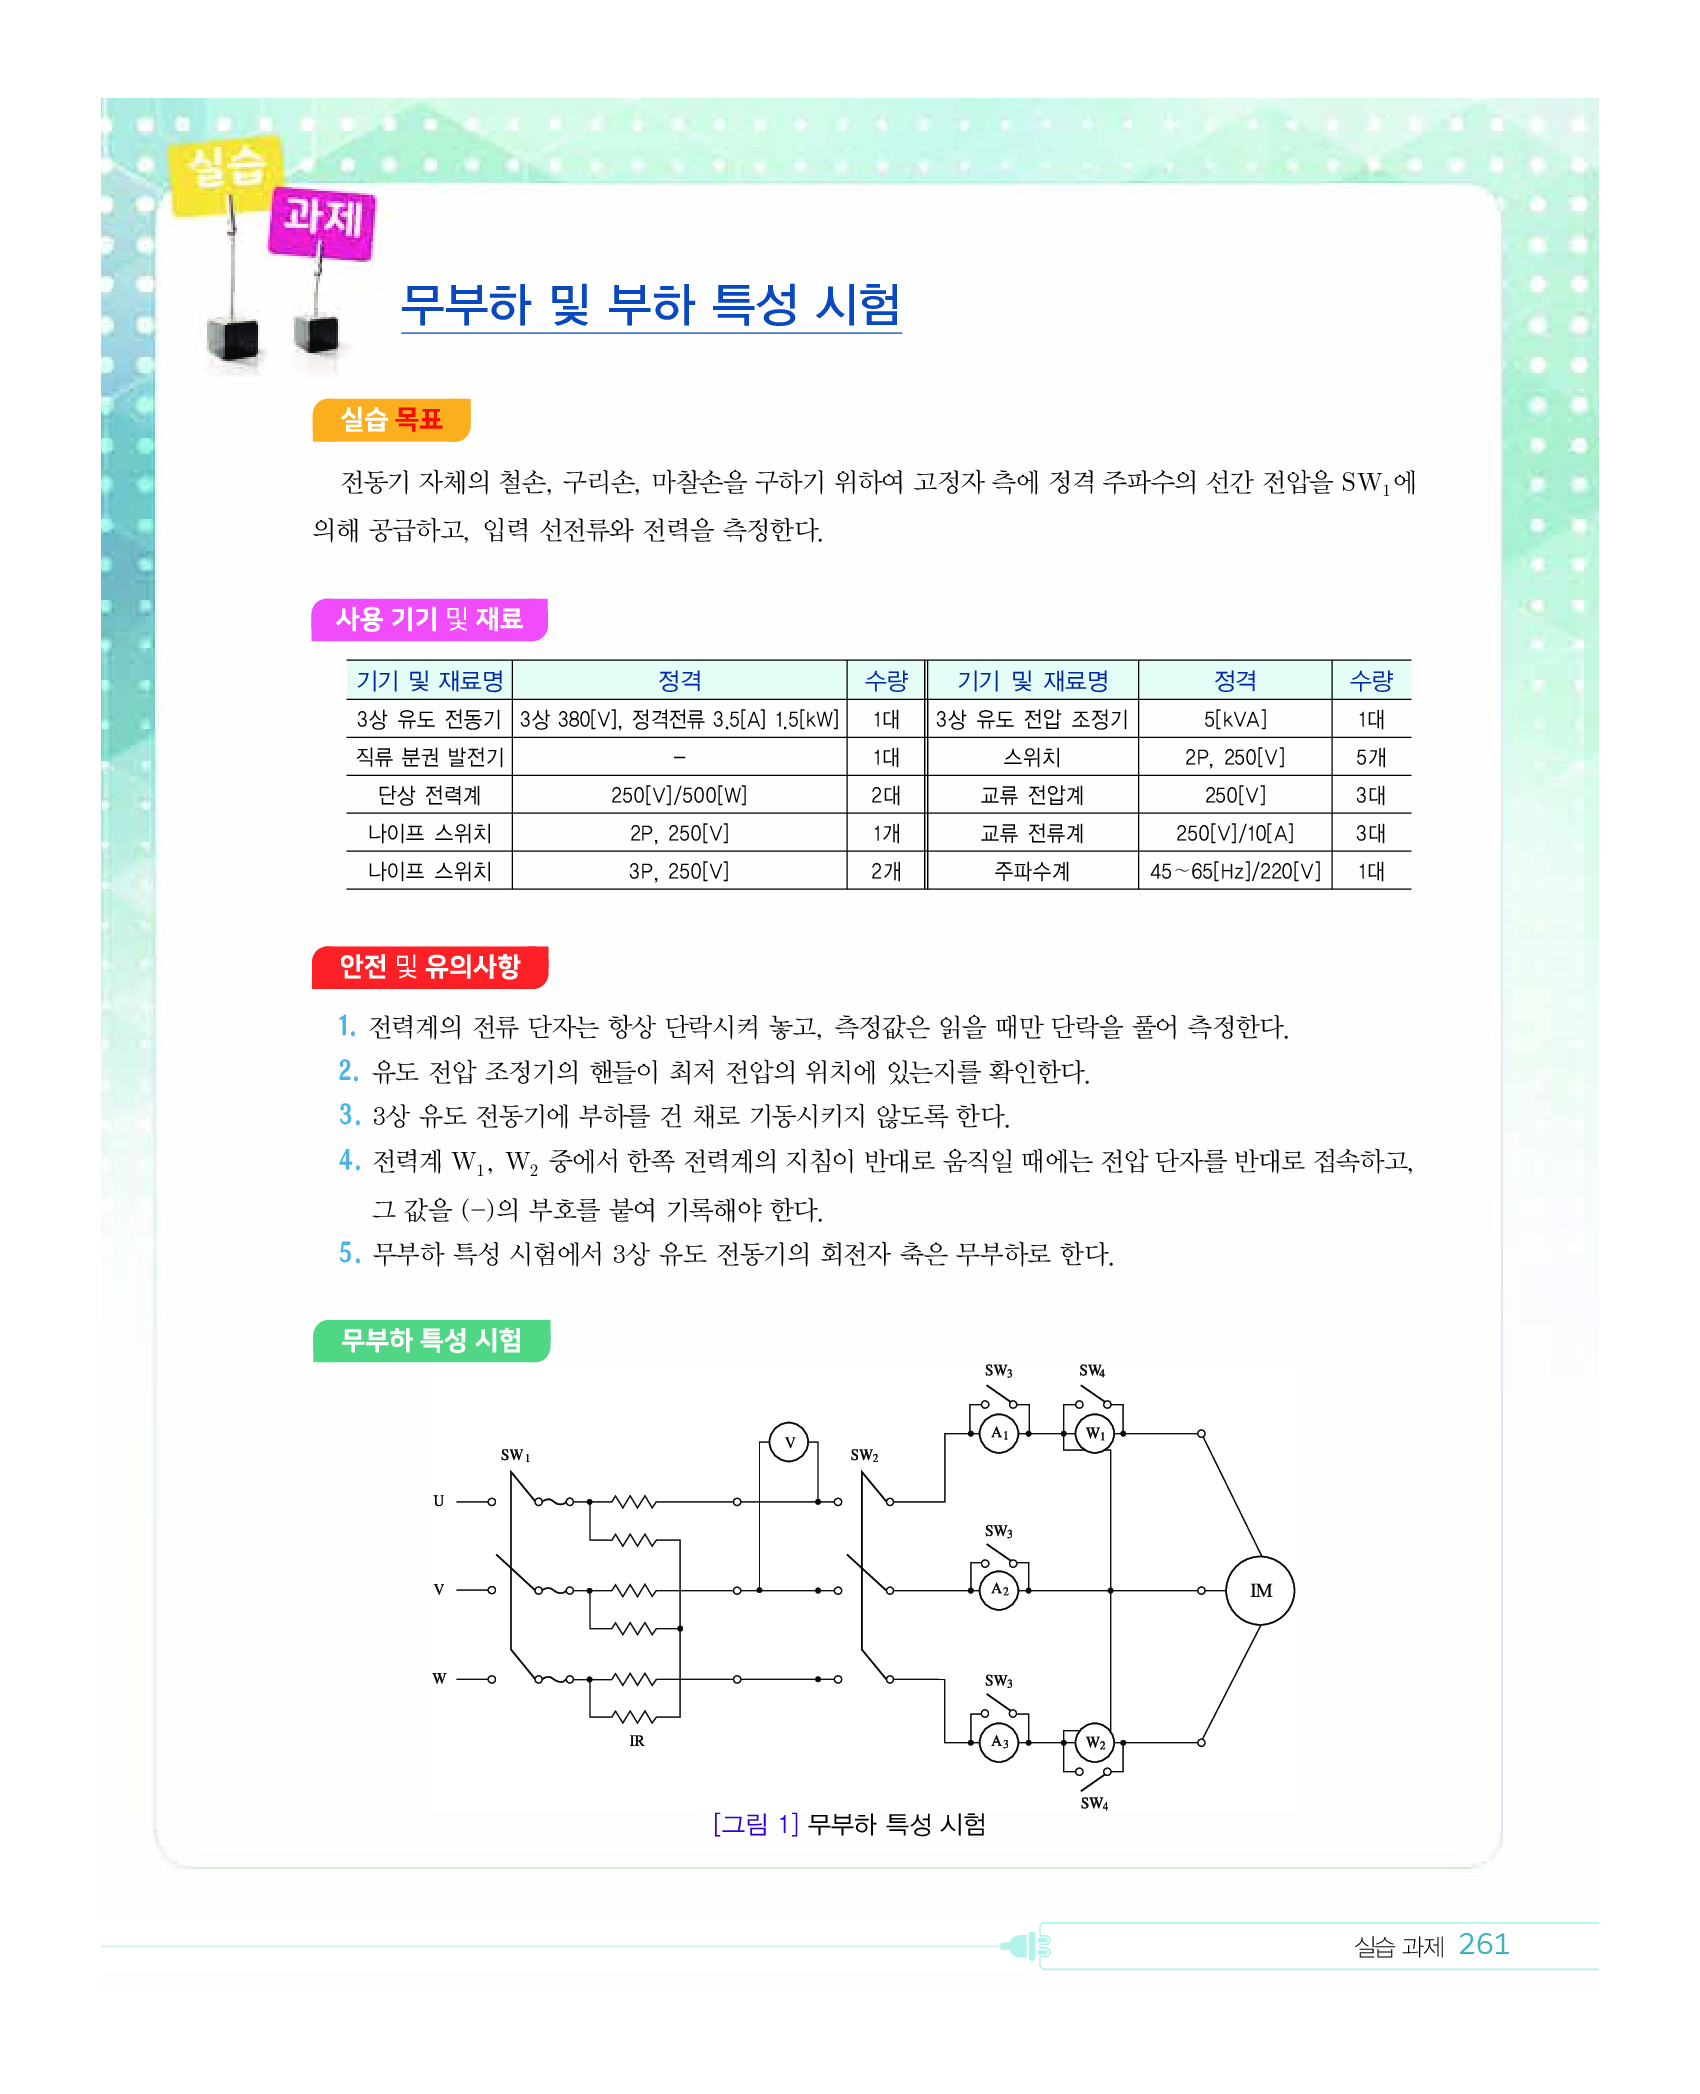 실습
과제
무부하 및 부하 특성 시험
실습 목표
전동기 자체의 철손, 구리손, 마찰손을 구하기 위하여 고정자 측에 정격 주파수의 선간 전압을 SW₁에
의해 공급하고, 입력 선전류와 전력을 측정한다.
사용 기기 및 재료
기기 및 재료명 정격 수량 기기 및 재료명 정격 수량
3상 유도 전동기 3상 380[V], 정격전류 3.5[A] 1.5[kW] 1대 3상 유도 전압 조정기 5[kVA] 1대
직류 분권 발전기 – 1대 스위치 2P, 250[V] 5개
단상 전력계 250[V]/500[W] 2대 교류 전압계 250[V] 3대
나이프 스위치 2P, 250[V] 1개 교류 전류계 250[V]/10[A] 3대
나이프 스위치 3P, 250[V] 2개 주파수계 45~65[Hz]/220[V] 1대
안전 및 유의사항
1. 전력계의 전류 단자는 항상 단락시켜 놓고, 측정값은 읽을 때만 단락을 풀어 측정한다.
2. 유도 전압 조정기의 핸들이 최저 전압의 위치에 있는지를 확인한다.
3. 3상 유도 전동기에 부하를 건 채로 기동시키지 않도록 한다.
4. 전력계 W₁, W₂ 중에서 한쪽 전력계의 지침이 반대로 움직일 때에는 전압 단자를 반대로 접속하고,
그 값을 (–)의 부호를 붙여 기록해야 한다.
5. 무부하 특성 시험에서 3상 유도 전동기의 회전자 축은 무부하로 한다.
무부하 특성 시험
SW₃ SW₄
A₁ W₁
V
SW₁ SW₂
U
SW₃
V A₂ IM
W SW₃
IR A₃ W₂
SW₄
[그림 1] 무부하 특성 시험
실습 과제 261